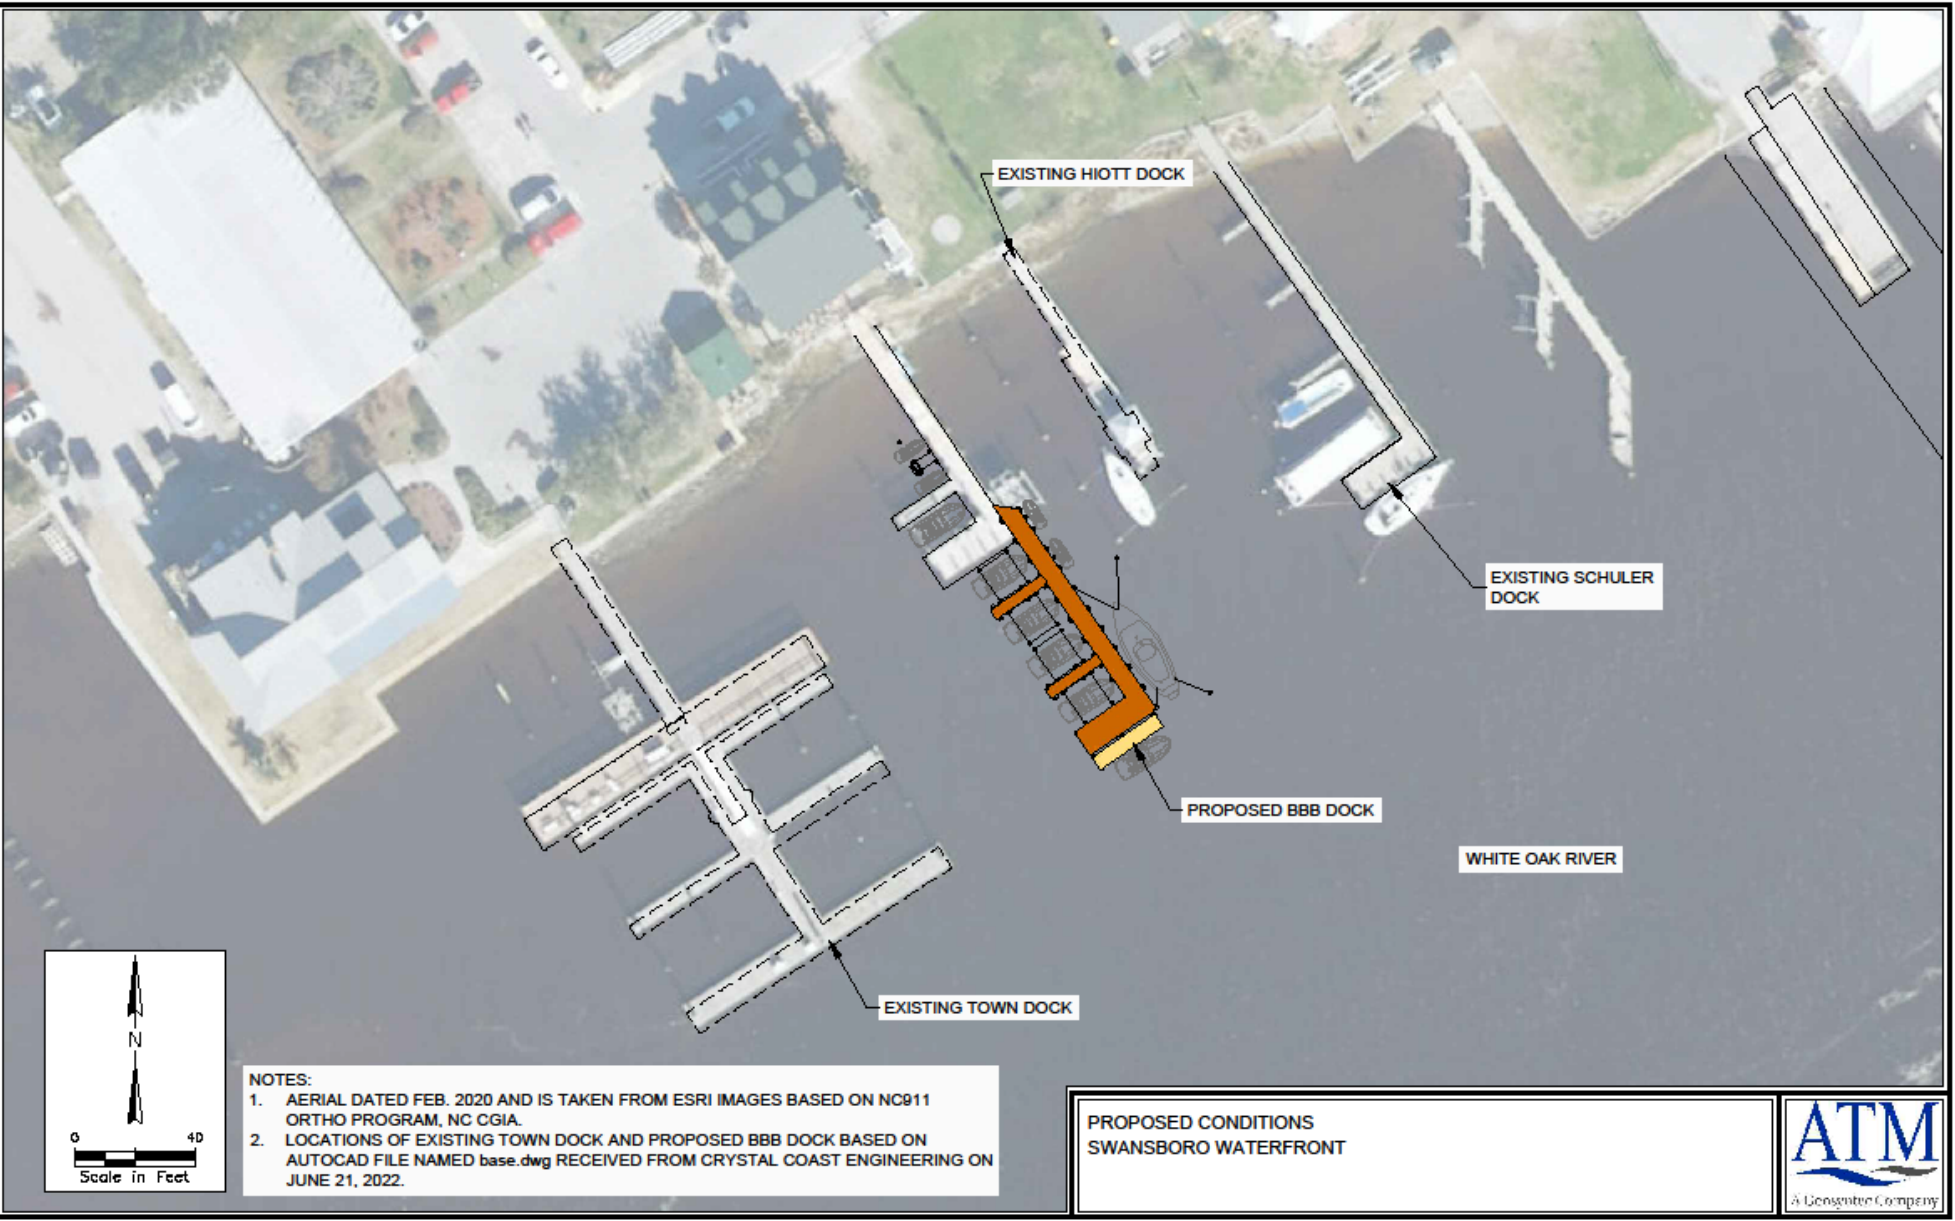 EXISTING HIOTT DOCK
EXISTING SCHULER
DOCK
PROPOSED BBB DOCK
WHITE OAK RIVER
EXISTING TOWN DOCK
N
0 40
Scale in Feet
NOTES:
1. AERIAL DATED FEB. 2020 AND IS TAKEN FROM ESRI IMAGES BASED ON NC911
ORTHO PROGRAM, NC CGIA.
2. LOCATIONS OF EXISTING TOWN DOCK AND PROPOSED BBB DOCK BASED ON
AUTOCAD FILE NAMED base.dwg RECEIVED FROM CRYSTAL COAST ENGINEERING ON
JUNE 21, 2022.
PROPOSED CONDITIONS
SWANSBORO WATERFRONT
ATM
A Geosyntec Company